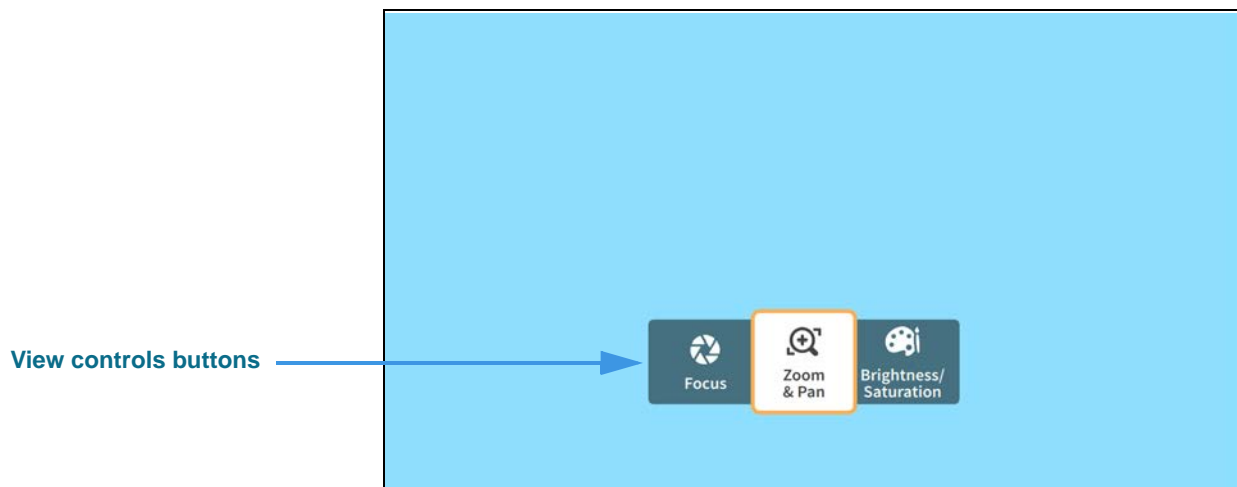 View controls buttons
Focus
Zoom
& Pan
Brightness/
Saturation